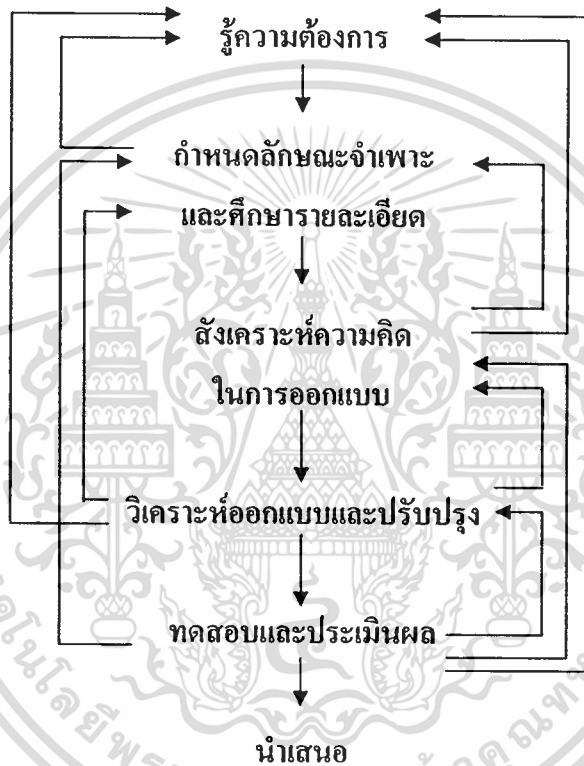 รู้ความต้องการ
กำหนดลักษณะจำเพาะ
และศึกษารายละเอียด
สังเคราะห์ความคิด
ในการออกแบบ
วิเคราะห์ออกแบบและปรับปรุง
ทดสอบและประเมินผล
นำเสนอ